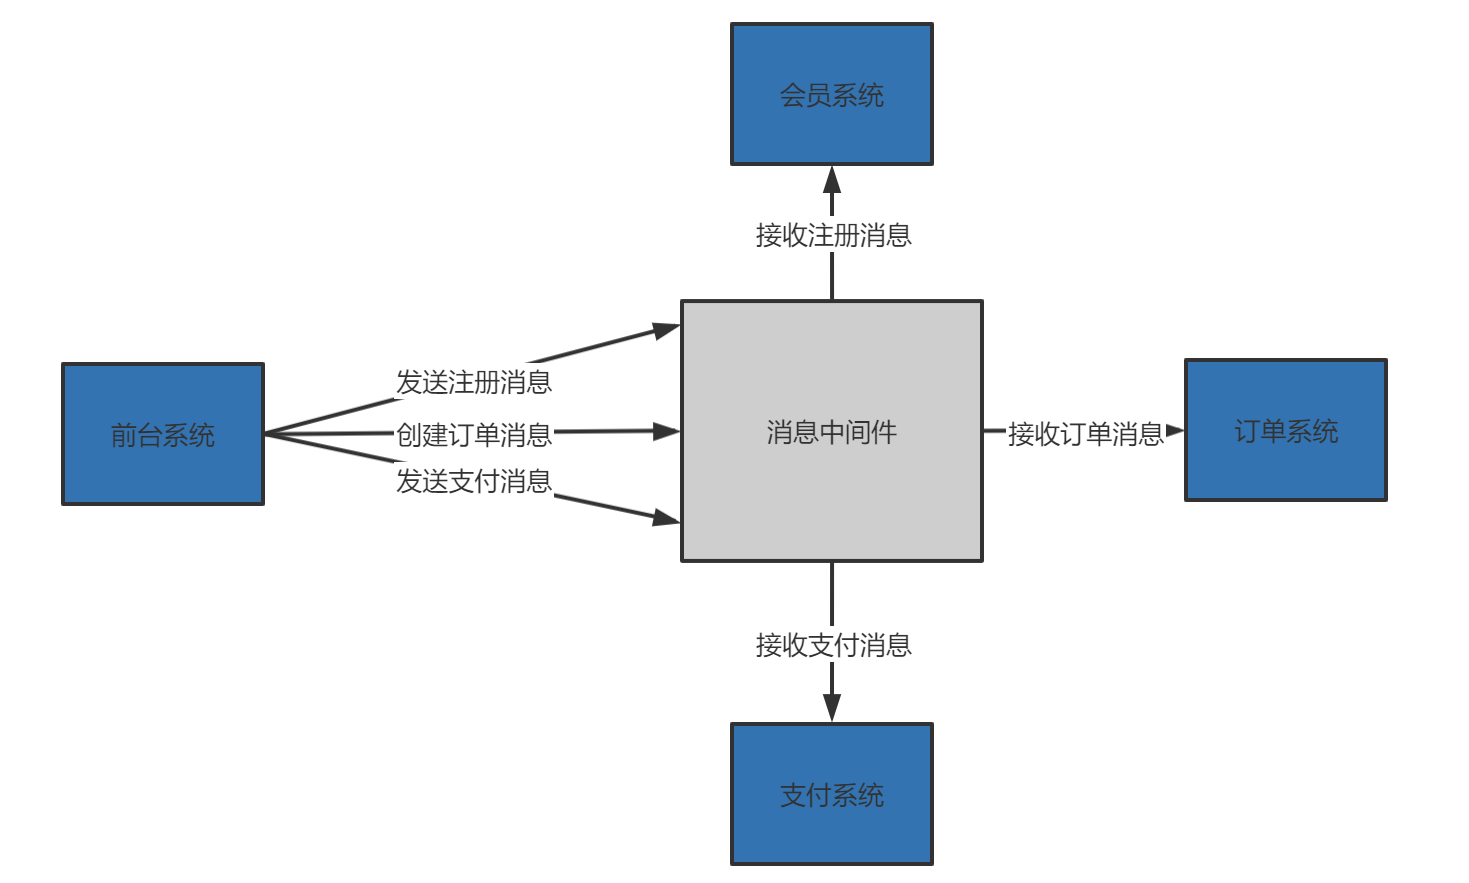 会员系统
接收注册消息
发送注册消息
前台系统
创建订单消息
消息中间件
接收订单消息
订单系统
发送支付消息
接收支付消息
支付系统